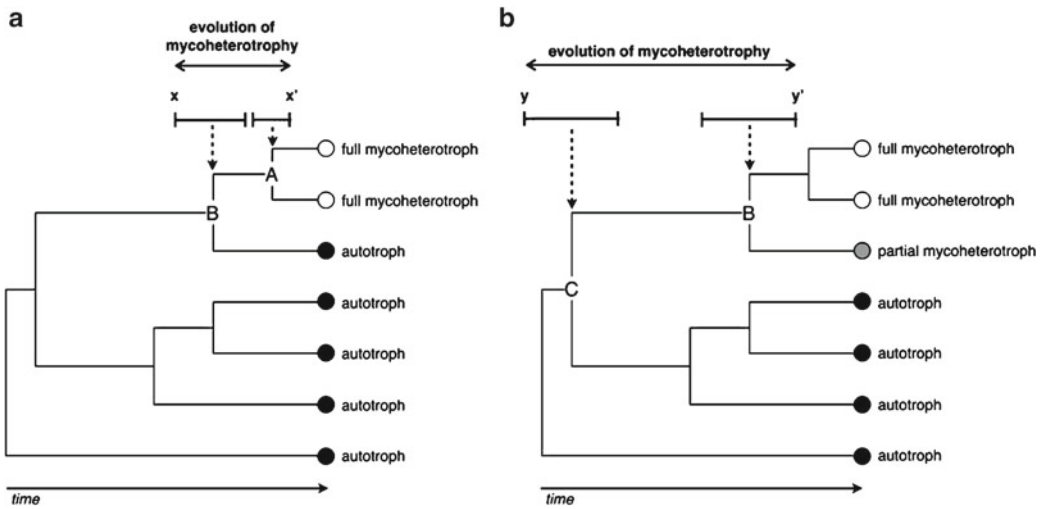 a
evolution of
mycoheterotrophy
x x'
full mycoheterotroph
A
full mycoheterotroph
B
autotroph
autotroph
autotroph
autotroph
autotroph
time
b
evolution of mycoheterotrophy
y y'
full mycoheterotroph
full mycoheterotroph
B
partial mycoheterotroph
C
autotroph
autotroph
autotroph
autotroph
time